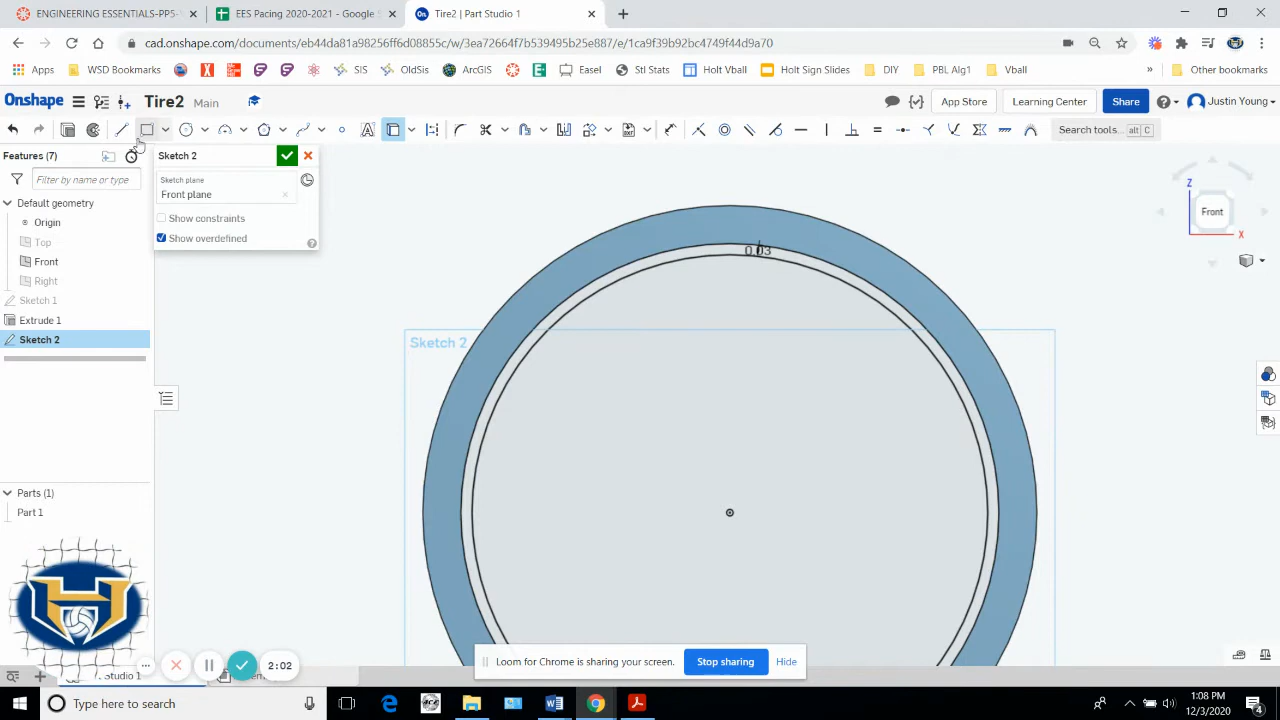 ENGINEERING ESSENTIALS-PP5-
EES Pacing 2020-2021 - Google S
Tire2 | Part Studio 1
cad.onshape.com/documents/eb44da81a98256ff6d08855c/w/3ea72664f7b539495b25e887/e/1ca9f39b92bc4749f44d9a70
Apps
WSD Bookmarks
SIS
OldSis
ArcGIS
Easel
Stl Stats
Holt Vball
Holt Sign Slides
DIY
PBL Alg1
Vball
»
Other bookmarks
Onshape
Tire2
Main
App Store
Learning Center
Share
Justin Young
Search tools...
alt
C
Features (7)
Filter by name or type
Default geometry
Origin
Top
Front
Right
Sketch 1
Extrude 1
Sketch 2
Sketch 2
Sketch plane
Front plane
Show constraints
Show overdefined
0.03
Sketch 2
Z
Front
X
Parts (1)
Part 1
2:02
Studio 1
Loom for Chrome is sharing your screen.
Stop sharing
Hide
Type here to search
1:08 PM
12/3/2020
4